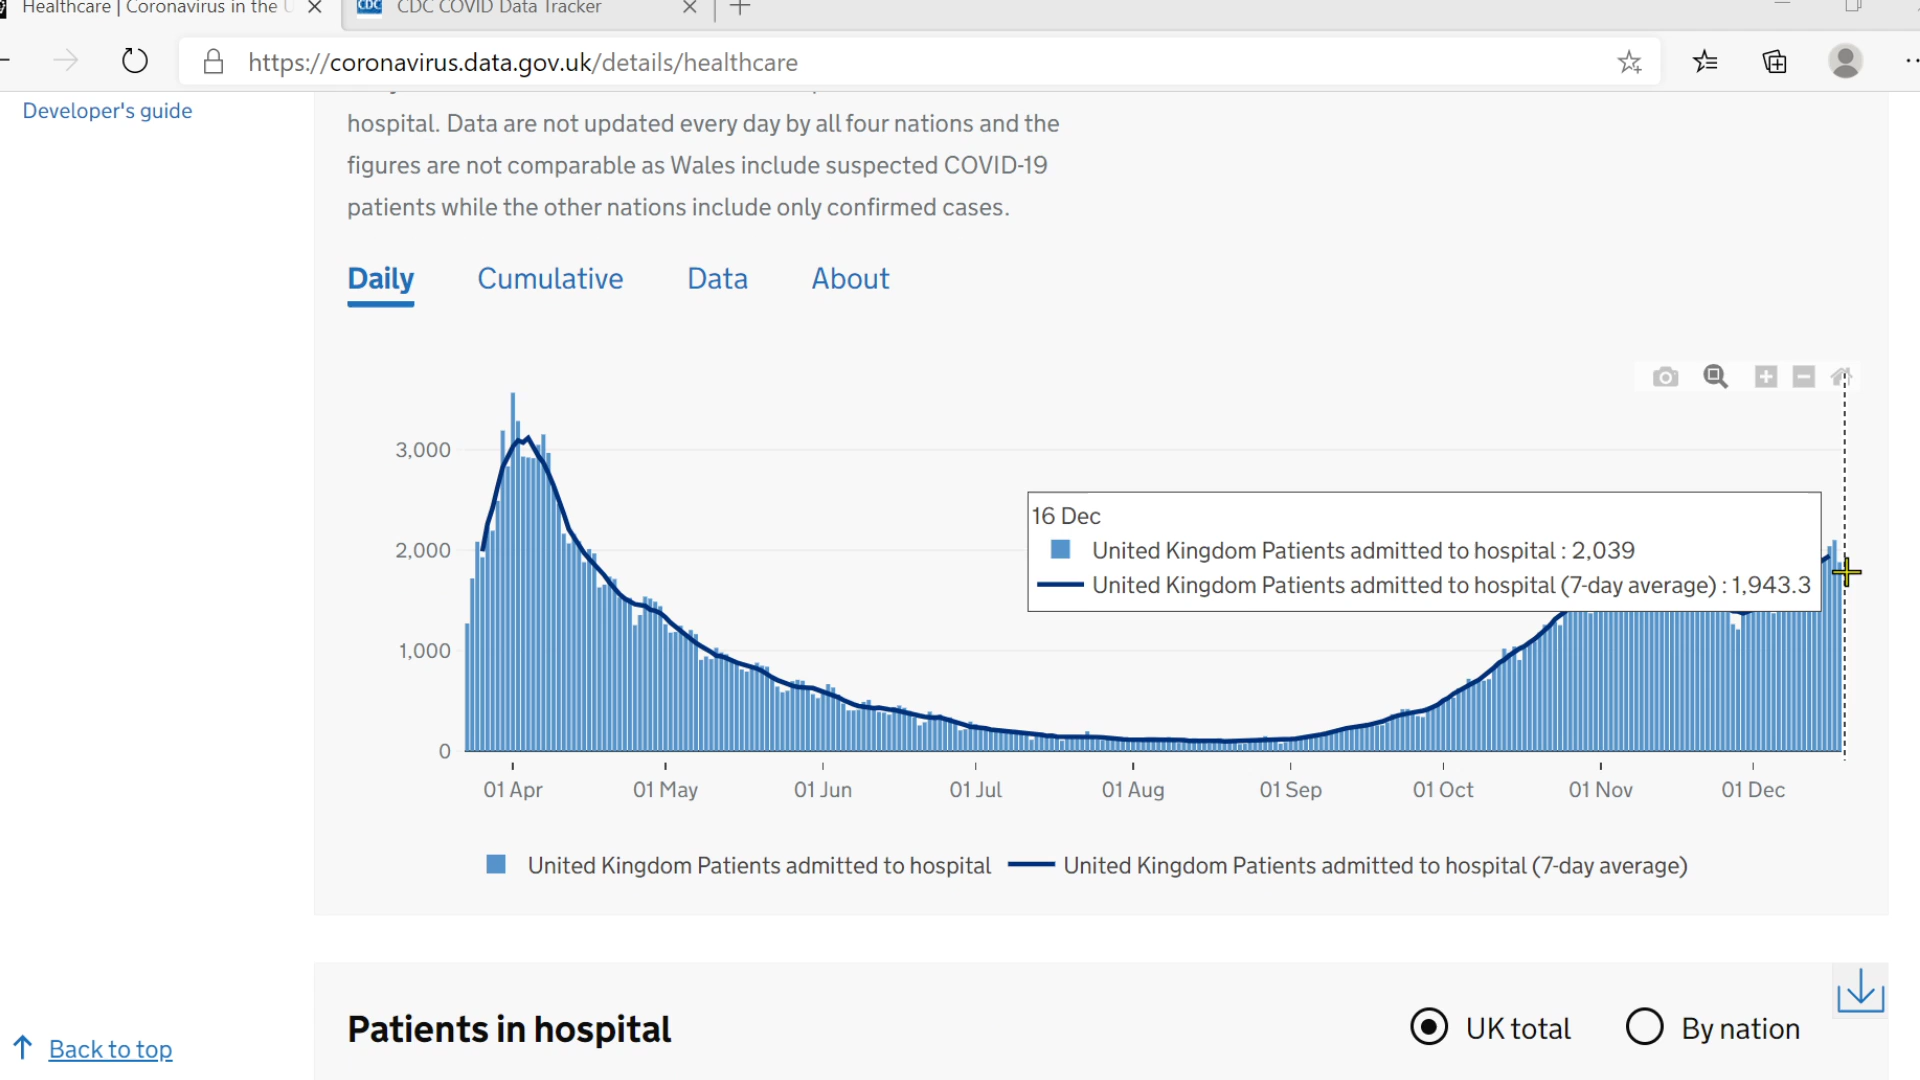 Healthcare | Coronavirus in the
CDC CDC COVID Data Tracker
https://coronavirus.data.gov.uk/details/healthcare
Developer's guide
hospital. Data are not updated every day by all four nations and the
figures are not comparable as Wales include suspected COVID-19
patients while the other nations include only confirmed cases.
Daily Cumulative Data About
3,000
2,000
1,000
0
16 Dec
United Kingdom Patients admitted to hospital : 2,039
United Kingdom Patients admitted to hospital (7-day average) : 1,943.3
01 Apr 01 May 01 Jun 01 Jul 01 Aug 01 Sep 01 Oct 01 Nov 01 Dec
United Kingdom Patients admitted to hospital United Kingdom Patients admitted to hospital (7-day average)
Patients in hospital
UK total By nation
Back to top